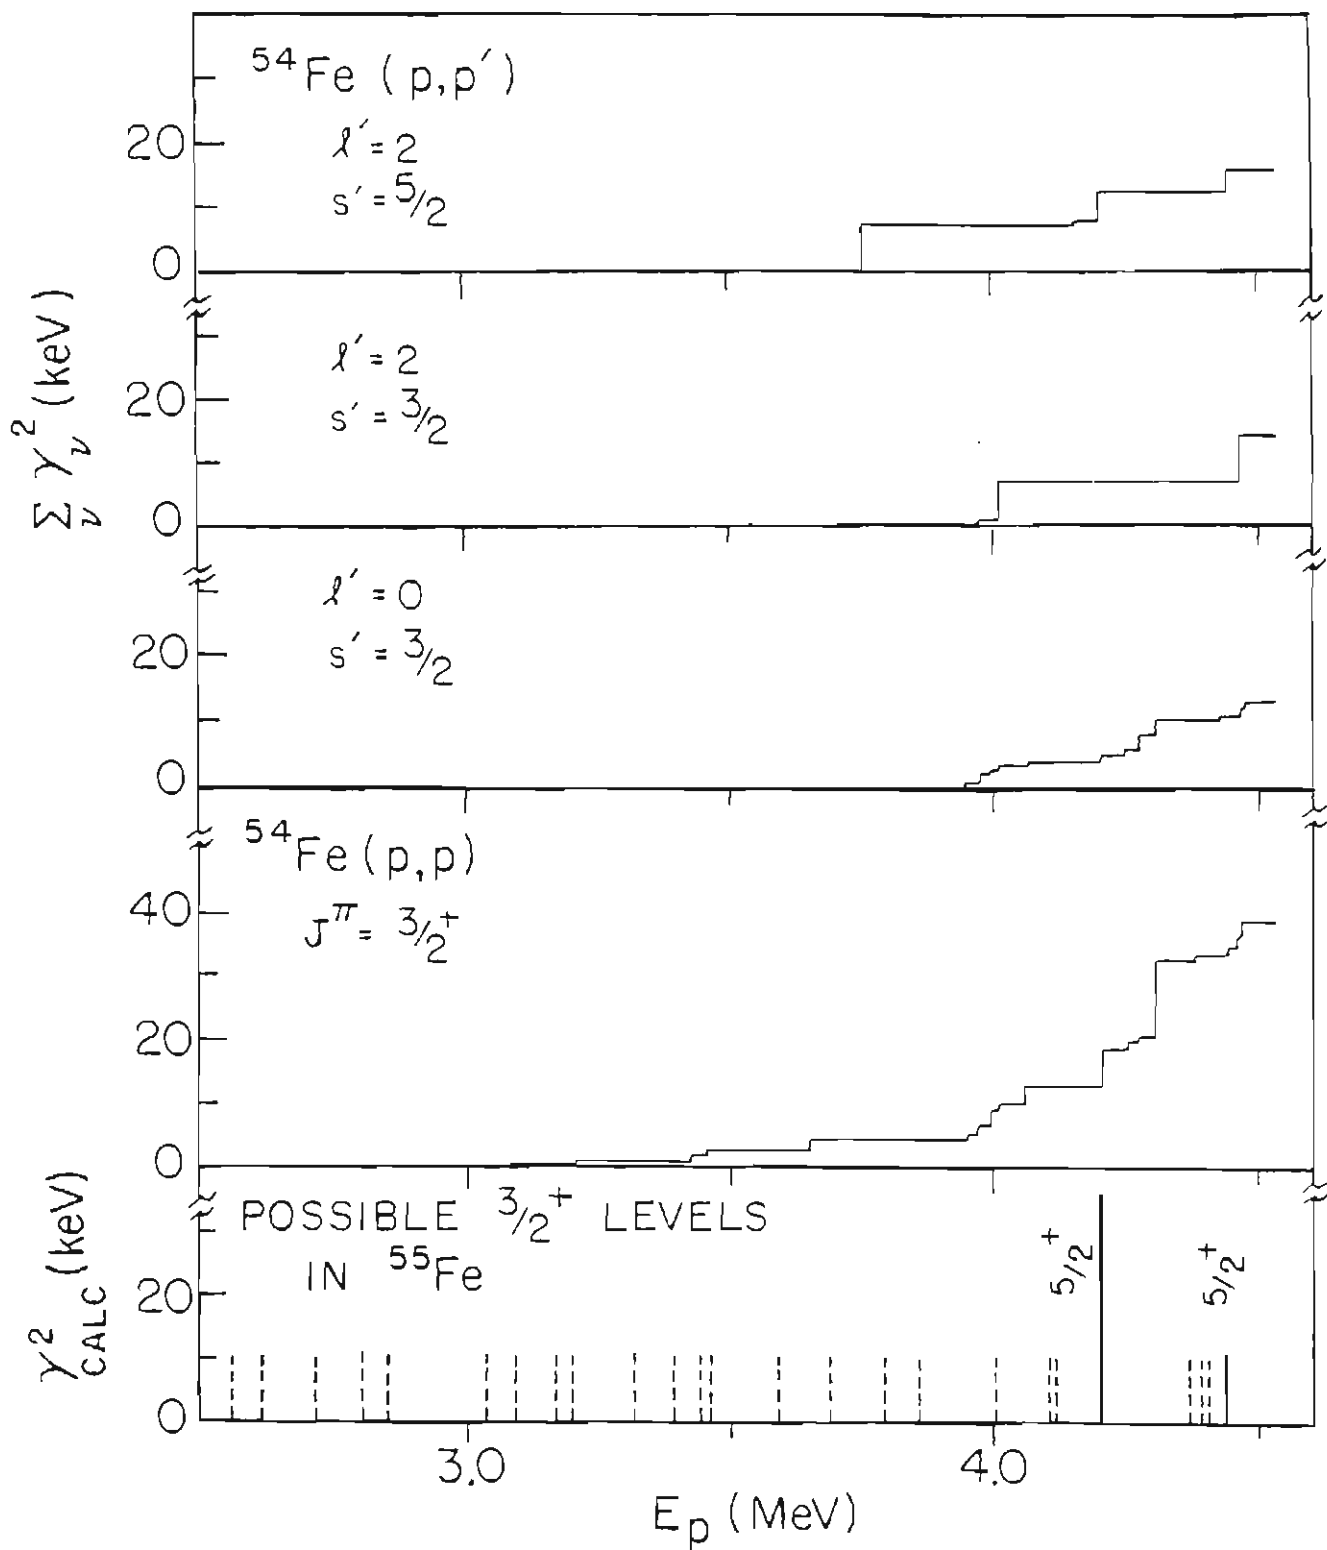 ⁵⁴Fe (p,p′)
ℓ′ = 2
s′ = 5/2
20
0
ℓ′ = 2
s′ = 3/2
20
0
Σ_ν γ_ν² (keV)
ℓ′ = 0
s′ = 3/2
20
0
⁵⁴Fe (p,p)
J^π = 3/2⁺
40
20
0
POSSIBLE 3/2⁺ LEVELS
IN ⁵⁵Fe
5/2⁺
5/2⁺
γ²_CALC (keV)
20
0
3.0 4.0
E_p (MeV)